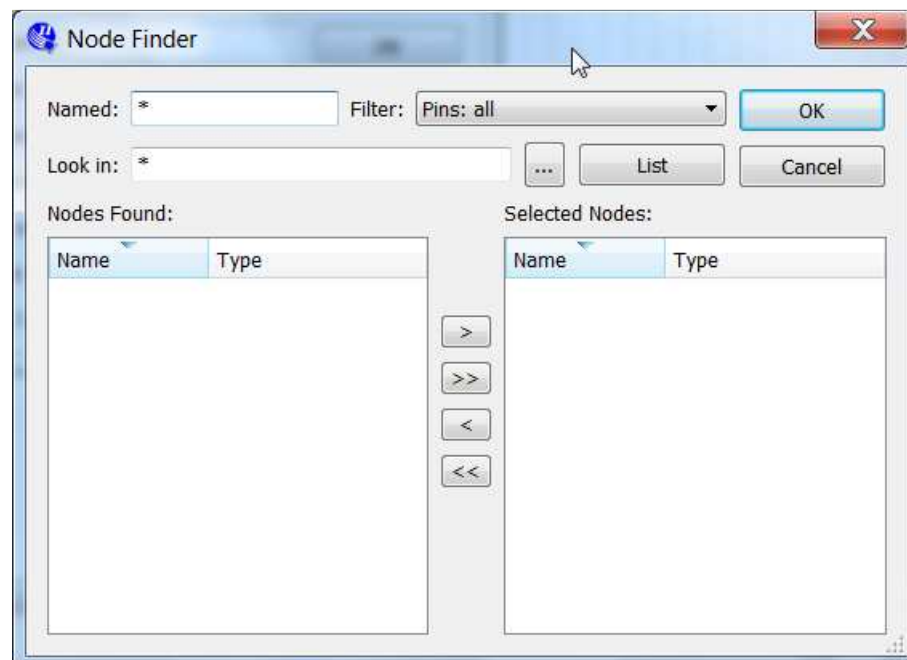 Node Finder
Named: * Filter: Pins: all OK
Look in: * ... List Cancel
Nodes Found: Selected Nodes:
Name Type Name Type
>
>>
<
<<